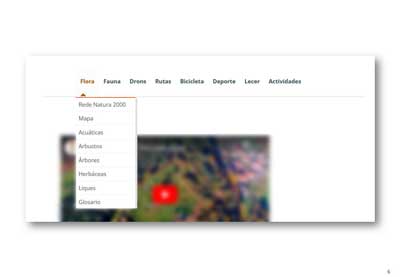 Flora Fauna Drons Rutas Bicicleta Deporte Lecer Actividades
Rede Natura 2000
Mapa
Acuáticas
Arbustos
Árbores
Herbáceas
Liques
Glosario
6